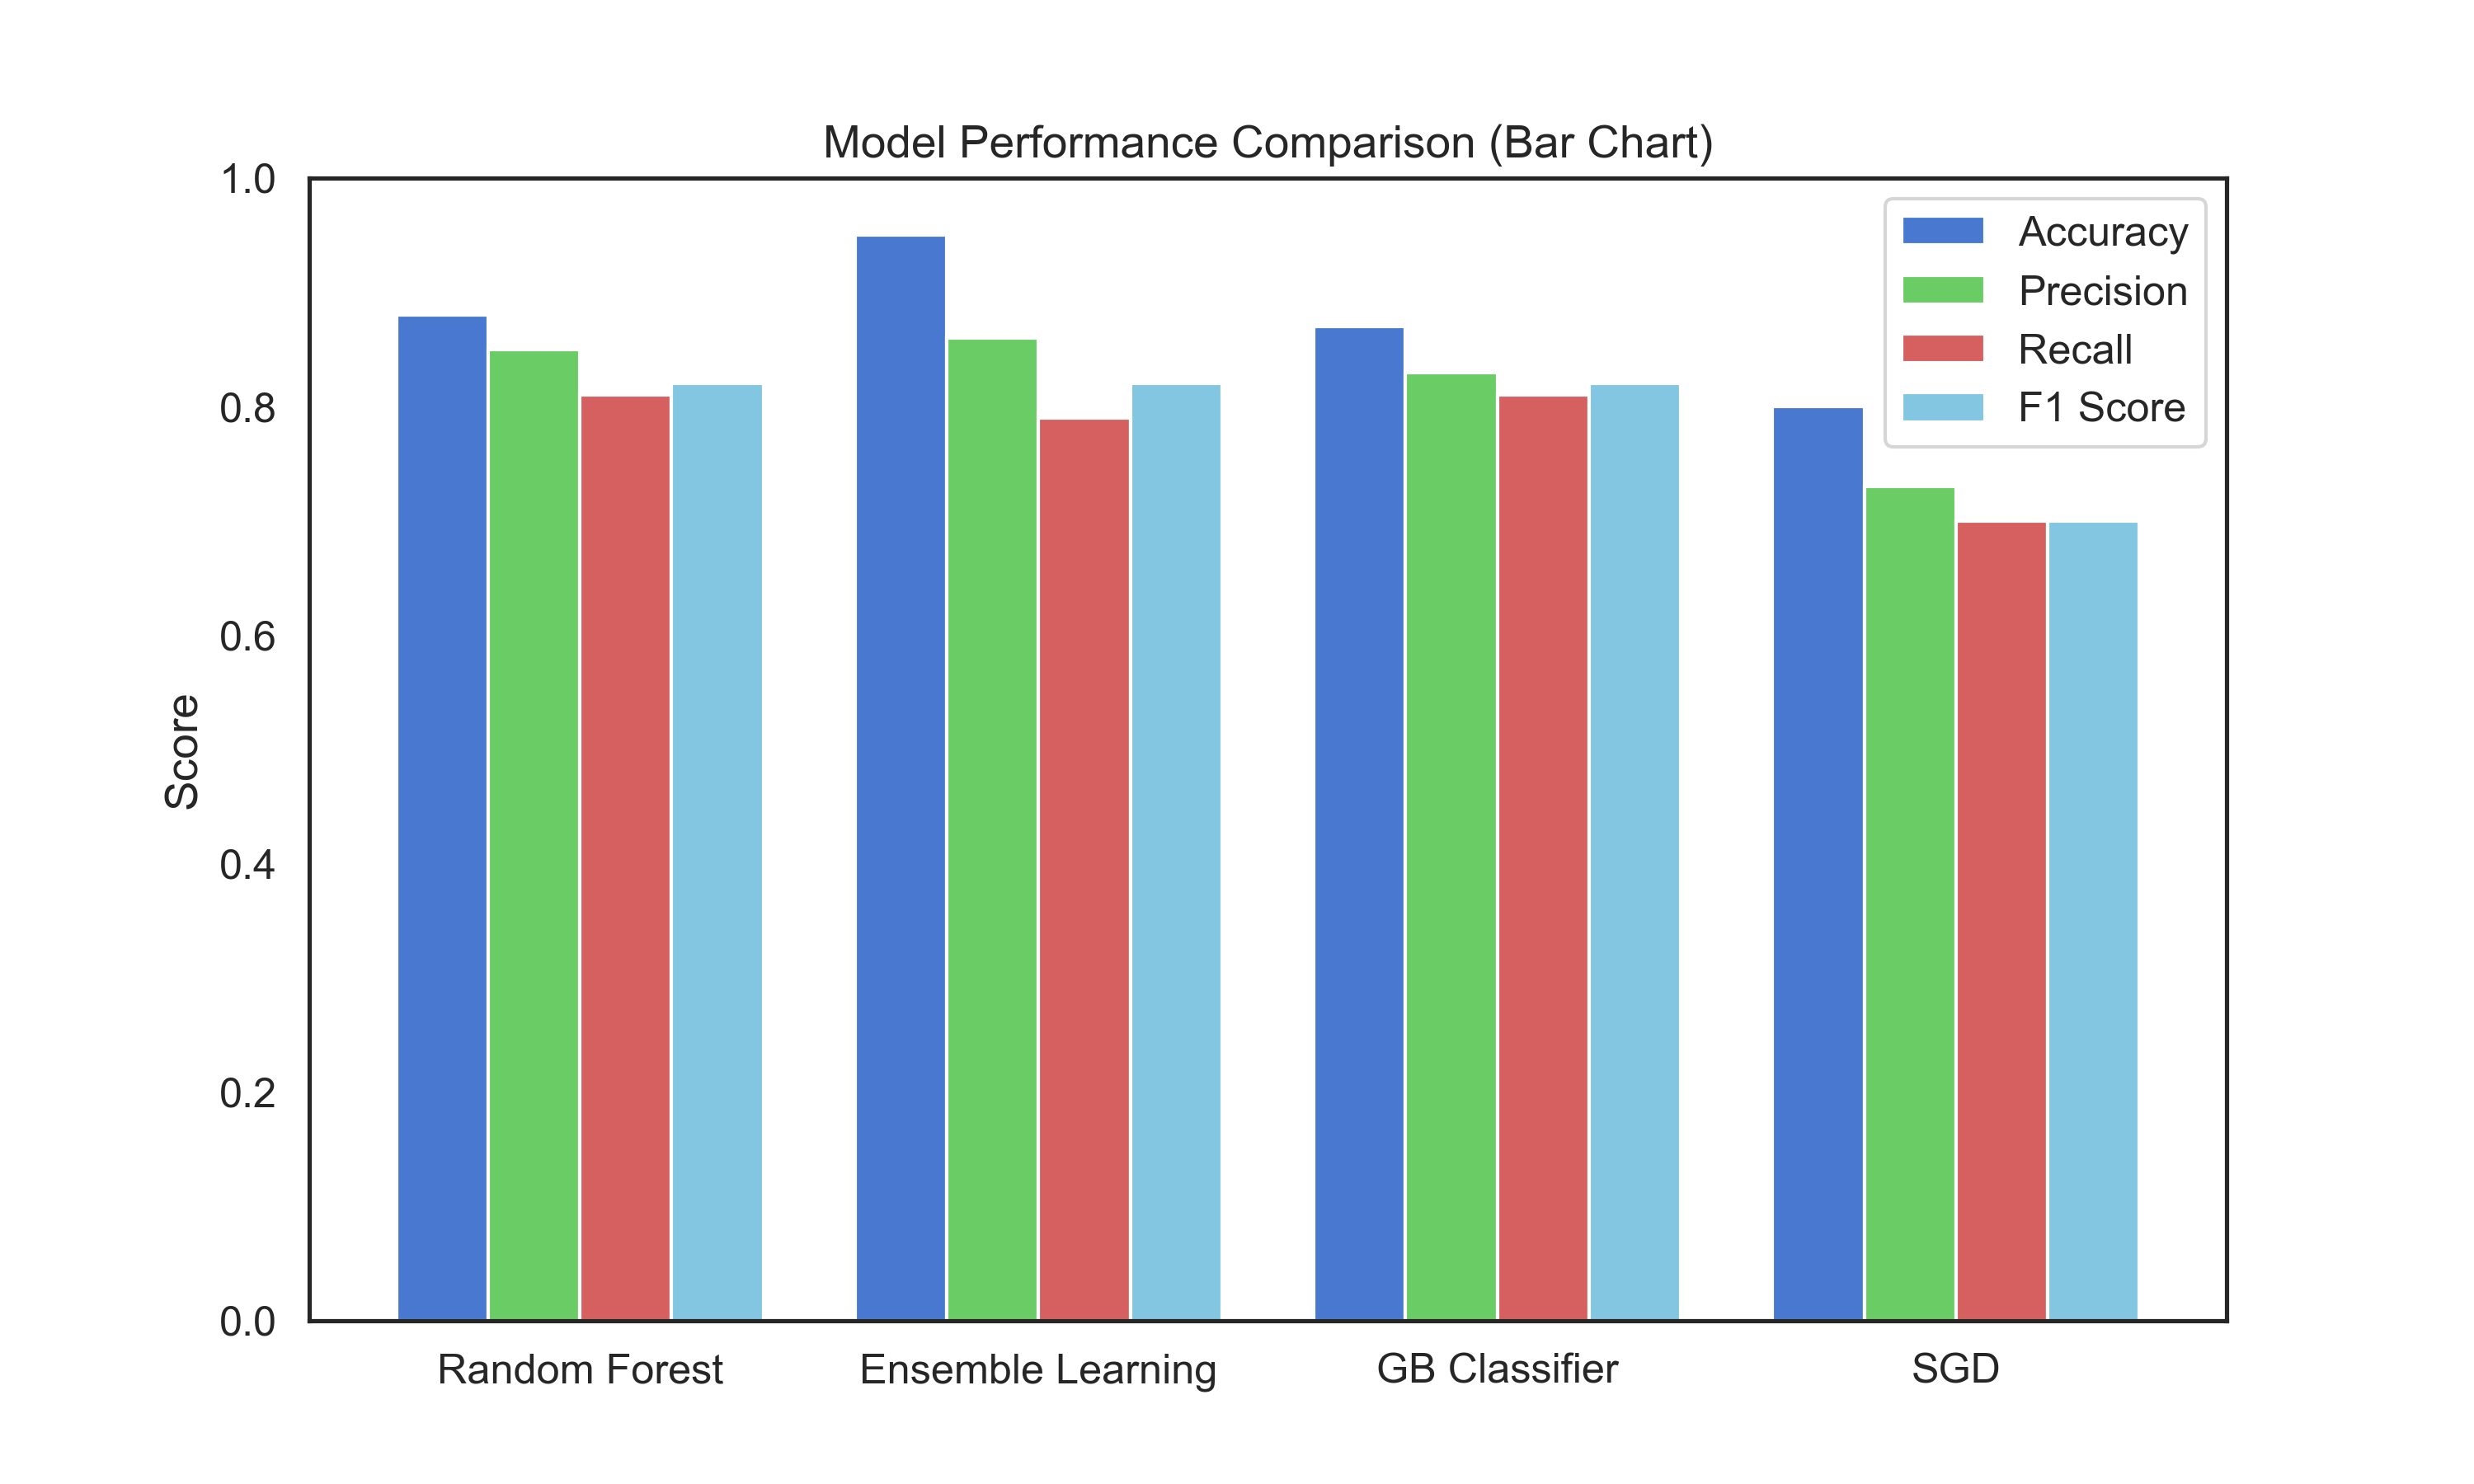 Model Performance Comparison (Bar Chart)
1.0
0.8
0.6
0.4
0.2
0.0
Score
Accuracy
Precision
Recall
F1 Score
Randon Forest
Ensemble Learning
GB Classifier
SGD